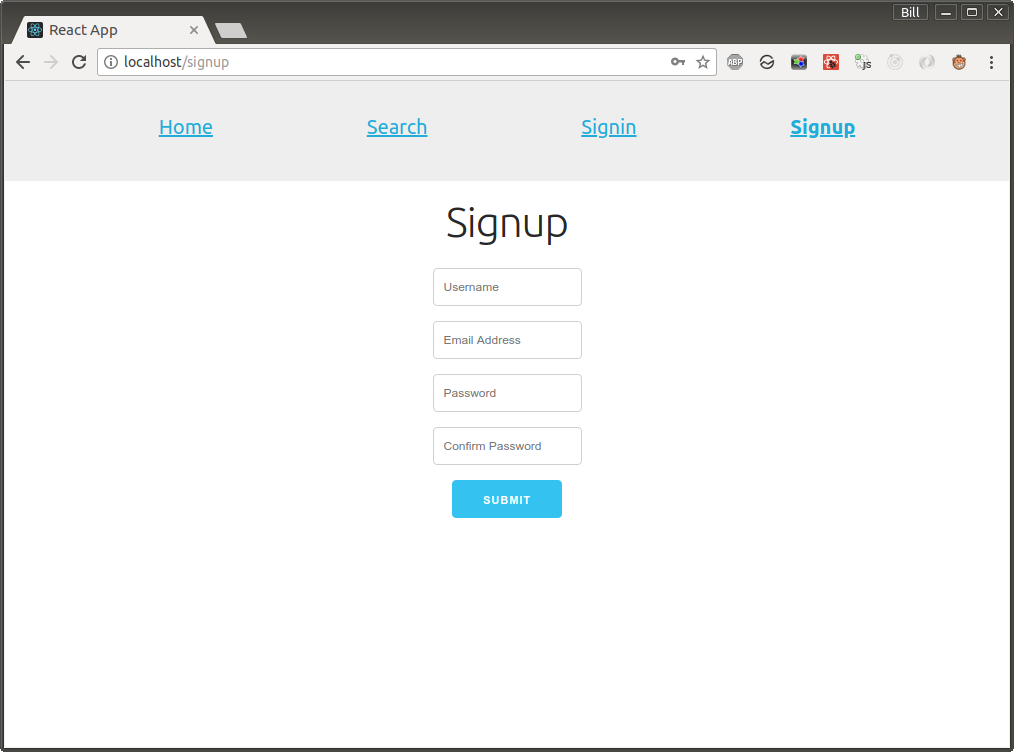 Bill
React App
localhost/signup
ABP
js
Home Search Signin Signup
Signup
Username
Email Address
Password
Confirm Password
SUBMIT